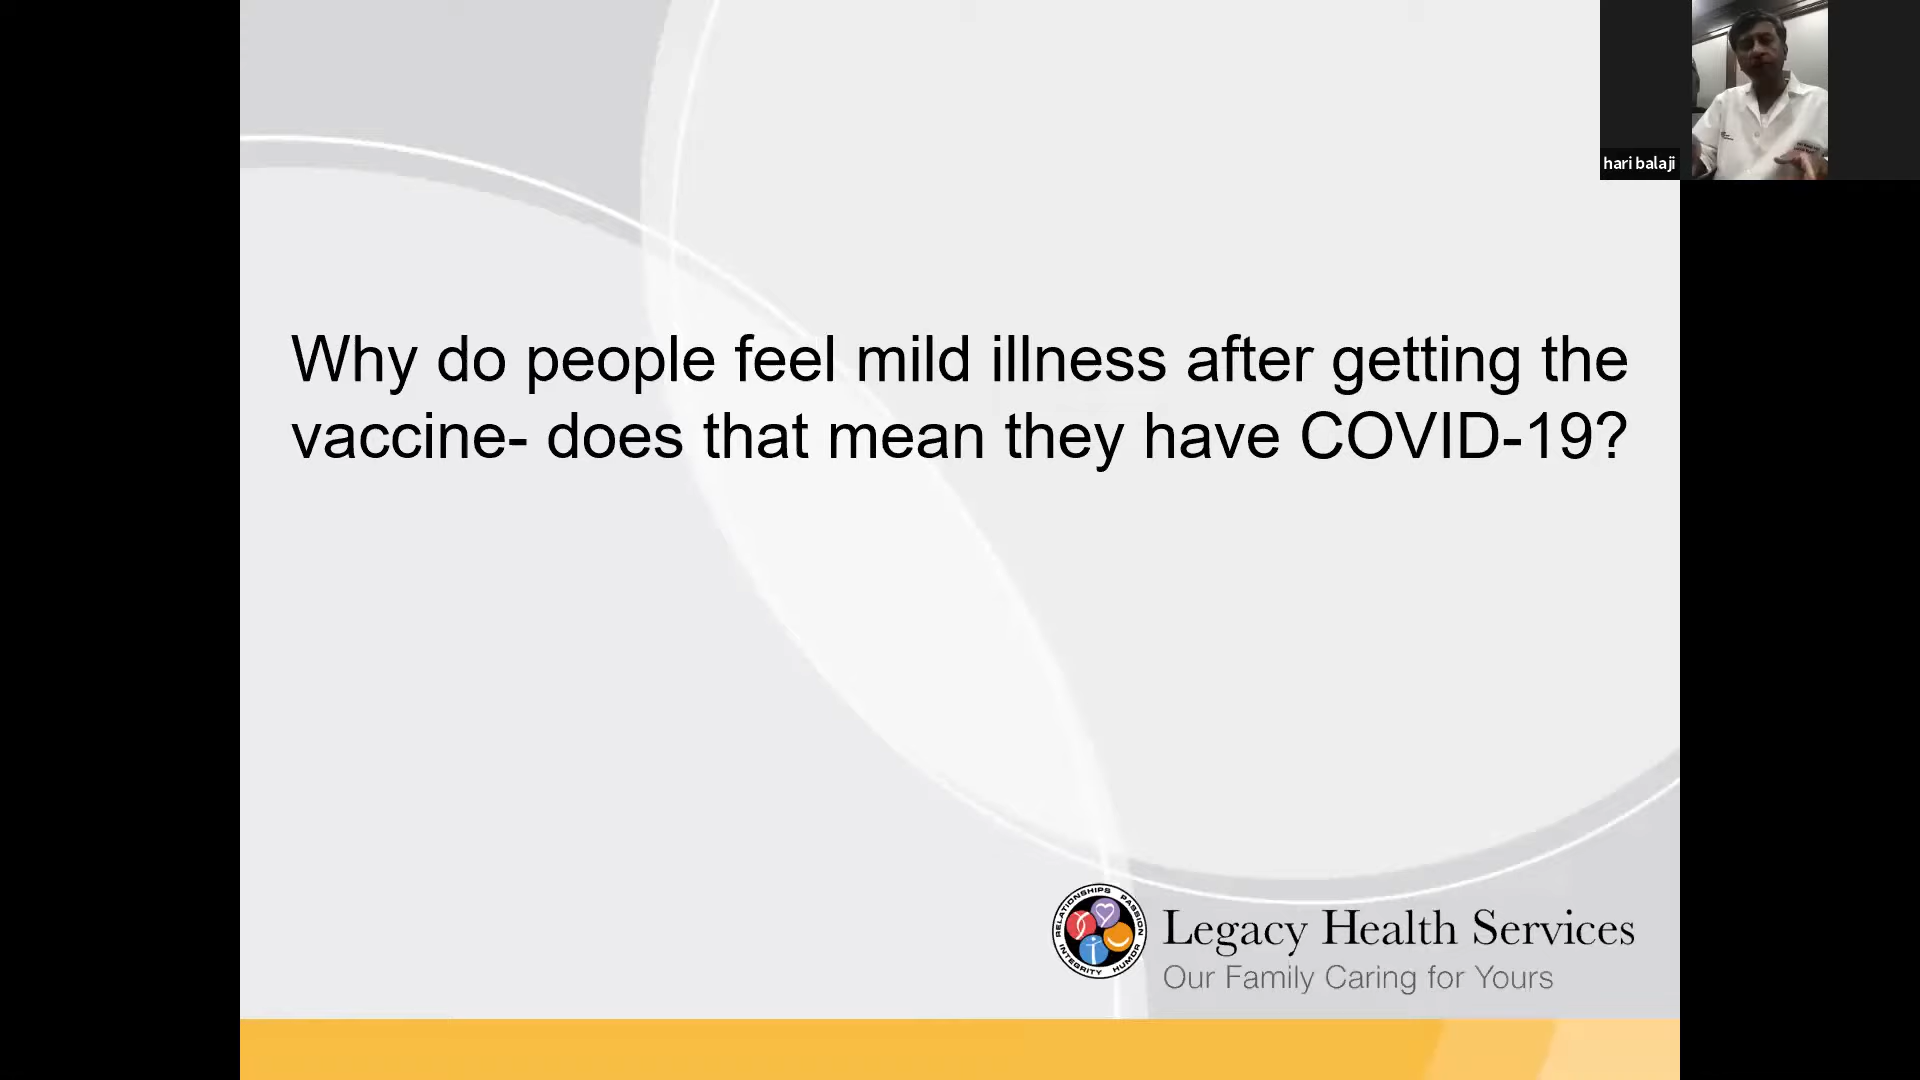 hari balaji
Why do people feel mild illness after getting the
vaccine- does that mean they have COVID-19?
RELATIONSHIPS PASSION
INTEGRITY HUMOR
Legacy Health Services
Our Family Caring for Yours